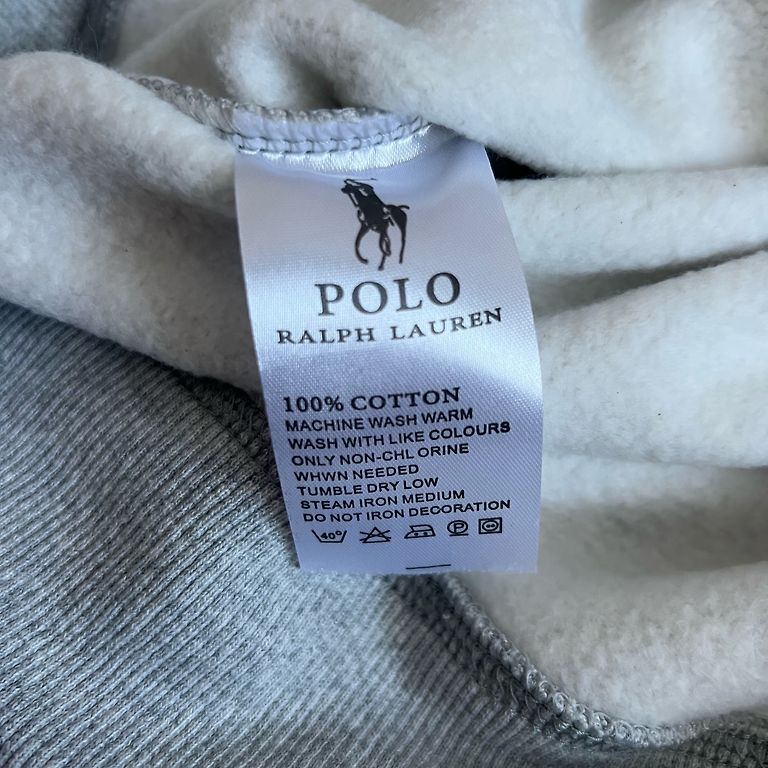 POLO
RALPH LAUREN
100% COTTON
MACHINE WASH WARM
WASH WITH LIKE COLOURS
ONLY NON-CHL ORINE
WHWN NEEDED
TUMBLE DRY LOW
STEAM IRON MEDIUM
DO NOT IRON DECORATION
40° P